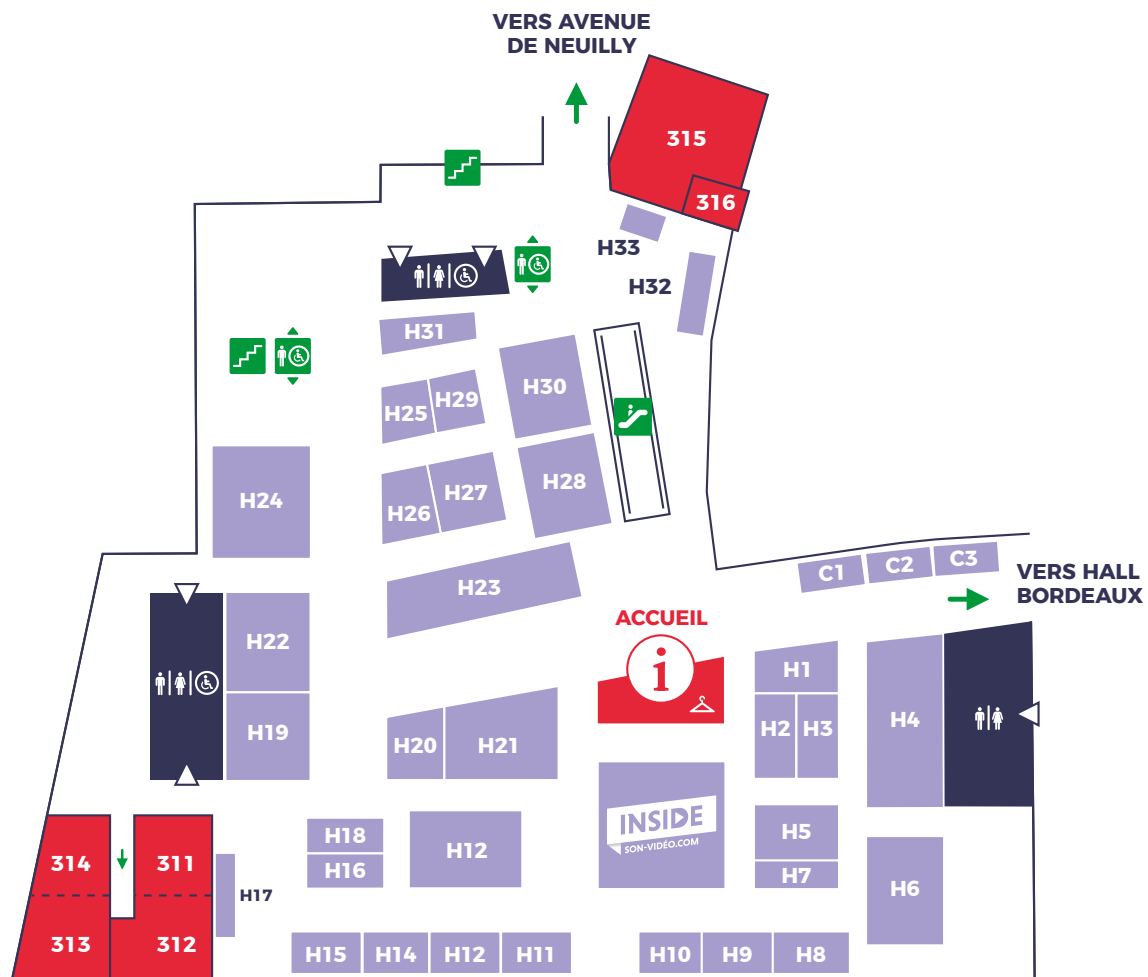 VERS AVENUE
DE NEUILLY
315
316
H33
H32
H31
H30
H29
H25
H28
H27
H26
H24
H23
C1
C2
C3
VERS HALL
BORDEAUX
ACCUEIL
i
H22
H1
H4
H2
H3
H19
H20
H21
INSIDE
SON-VIDÉO.COM
H5
H7
H18
H16
H12
H6
314
311
H17
313
312
H15
H14
H12
H11
H10
H9
H8